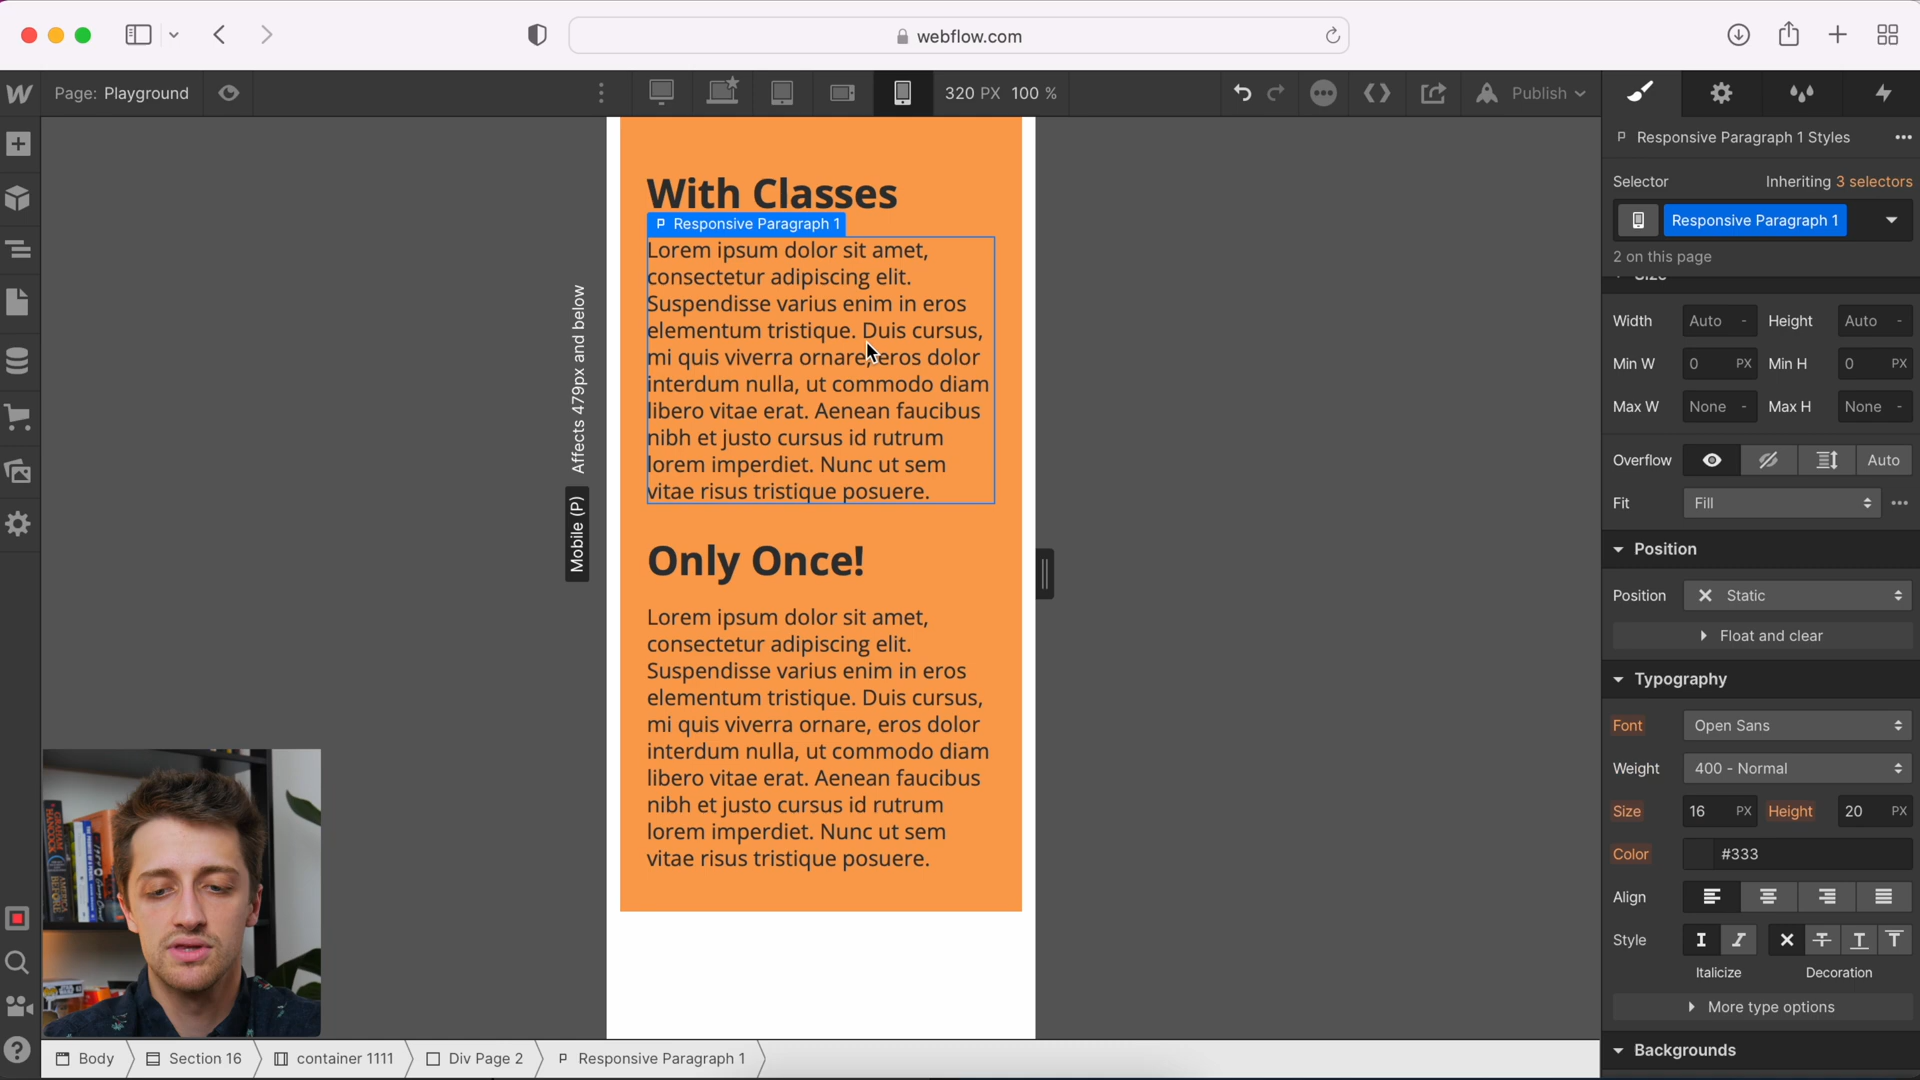 webflow.com
Page: Playground
320 PX 100 %
Publish
Responsive Paragraph 1 Styles
Selector
Inheriting 3 selectors
Responsive Paragraph 1
2 on this page
Size
Width Auto - Height Auto -
Min W 0 PX Min H 0 PX
Max W None - Max H None -
Overflow Auto
Fit Fill
Position
Position Static
Float and clear
Typography
Font Open Sans
Weight 400 - Normal
Size 16 PX Height 20 PX
Color #333
Align
Style
Italicize Decoration
More type options
Backgrounds
Affects 479px and below
Mobile (P)
With Classes
Responsive Paragraph 1
Lorem ipsum dolor sit amet,
consectetur adipiscing elit.
Suspendisse varius enim in eros
elementum tristique. Duis cursus,
mi quis viverra ornare, eros dolor
interdum nulla, ut commodo diam
libero vitae erat. Aenean faucibus
nibh et justo cursus id rutrum
lorem imperdiet. Nunc ut sem
vitae risus tristique posuere.
Only Once!
Lorem ipsum dolor sit amet,
consectetur adipiscing elit.
Suspendisse varius enim in eros
elementum tristique. Duis cursus,
mi quis viverra ornare, eros dolor
interdum nulla, ut commodo diam
libero vitae erat. Aenean faucibus
nibh et justo cursus id rutrum
lorem imperdiet. Nunc ut sem
vitae risus tristique posuere.
GRAHAM HANCOCK
AMERICA BEFORE
Body Section 16 container 1111 Div Page 2 Responsive Paragraph 1